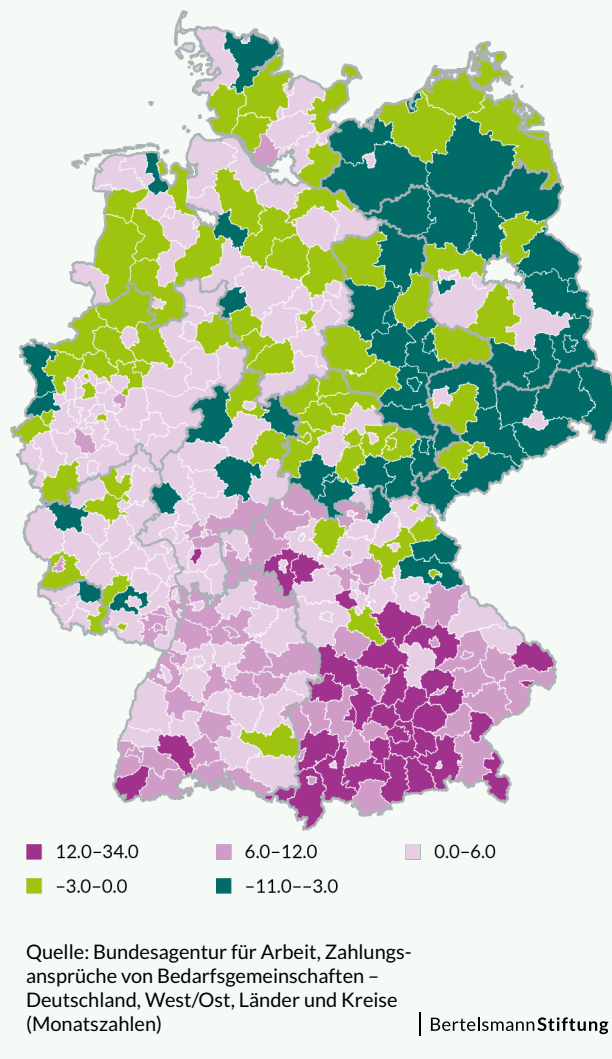 12.0–34.0
6.0–12.0
0.0–6.0
–3.0–0.0
–11.0––3.0
Quelle: Bundesagentur für Arbeit, Zahlungs-
ansprüche von Bedarfsgemeinschaften –
Deutschland, West/Ost, Länder und Kreise
(Monatszahlen)
BertelsmannStiftung